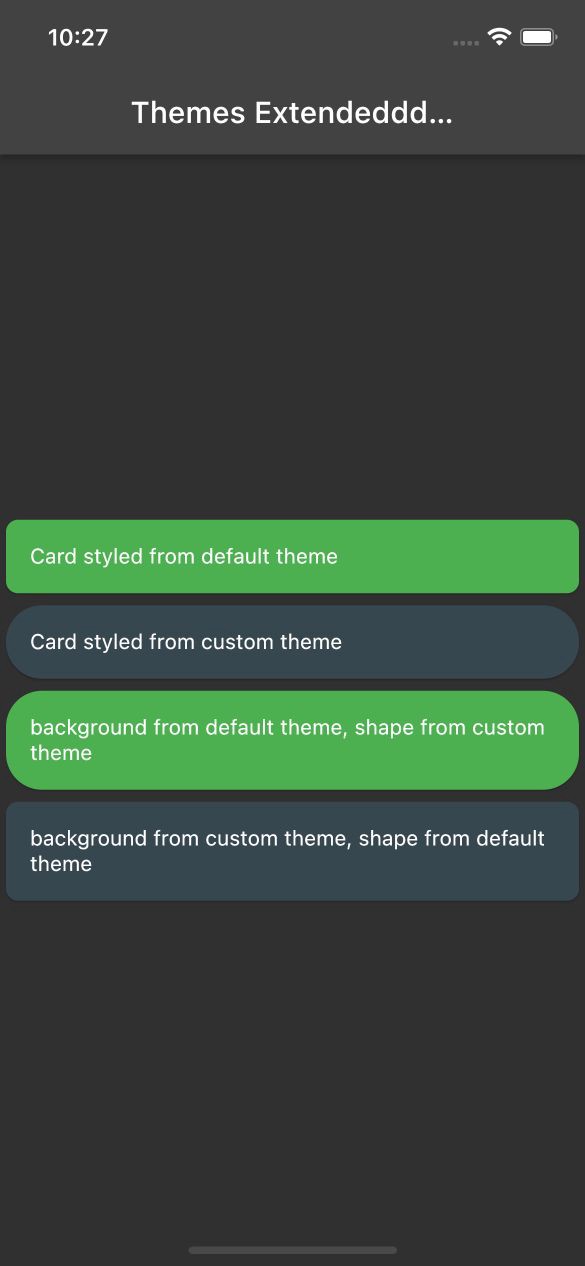 10:27
Themes Extendeddd...
Card styled from default theme
Card styled from custom theme
background from default theme, shape from custom
theme
background from custom theme, shape from default
theme